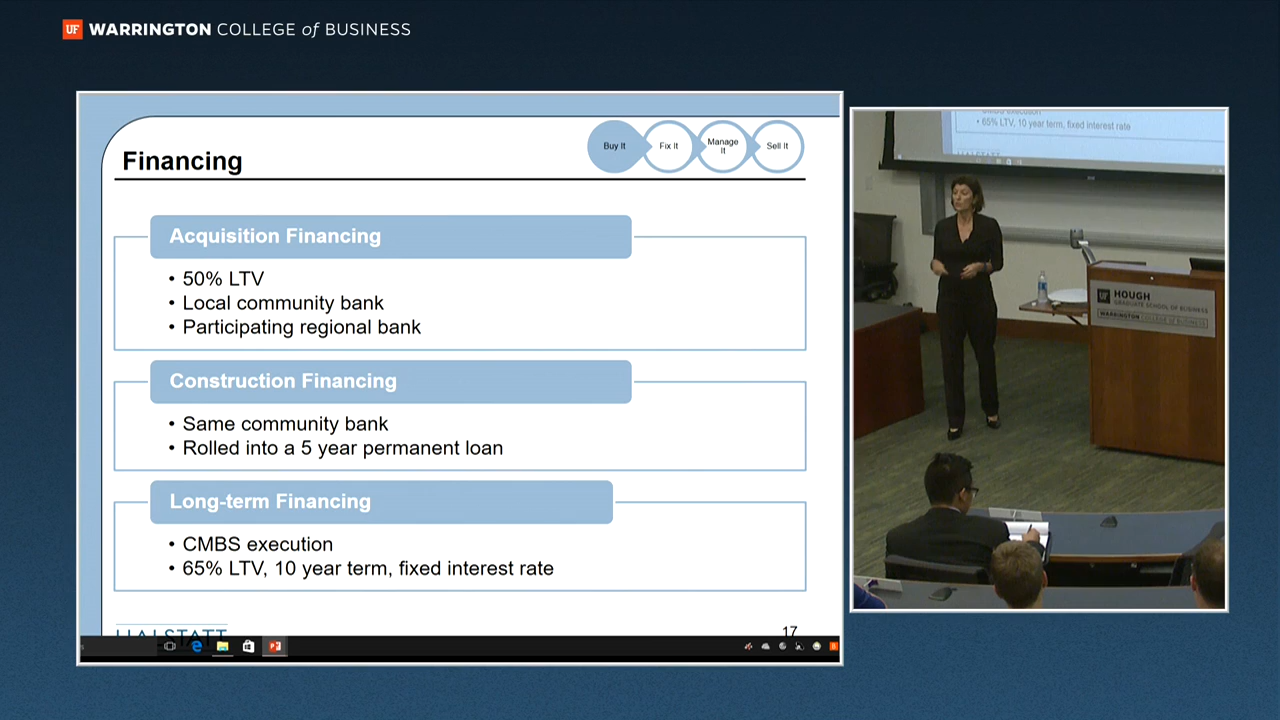 UF WARRINGTON COLLEGE of BUSINESS
Financing
Buy It
Fix It
Manage It
Sell It
Acquisition Financing
• 50% LTV
• Local community bank
• Participating regional bank
Construction Financing
• Same community bank
• Rolled into a 5 year permanent loan
Long-term Financing
• CMBS execution
• 65% LTV, 10 year term, fixed interest rate
HALSTATT
17
• 65% LTV, 10 year term, fixed interest rate
UF HOUGH
GRADUATE SCHOOL OF BUSINESS
WARRINGTON COLLEGE OF BUSINESS